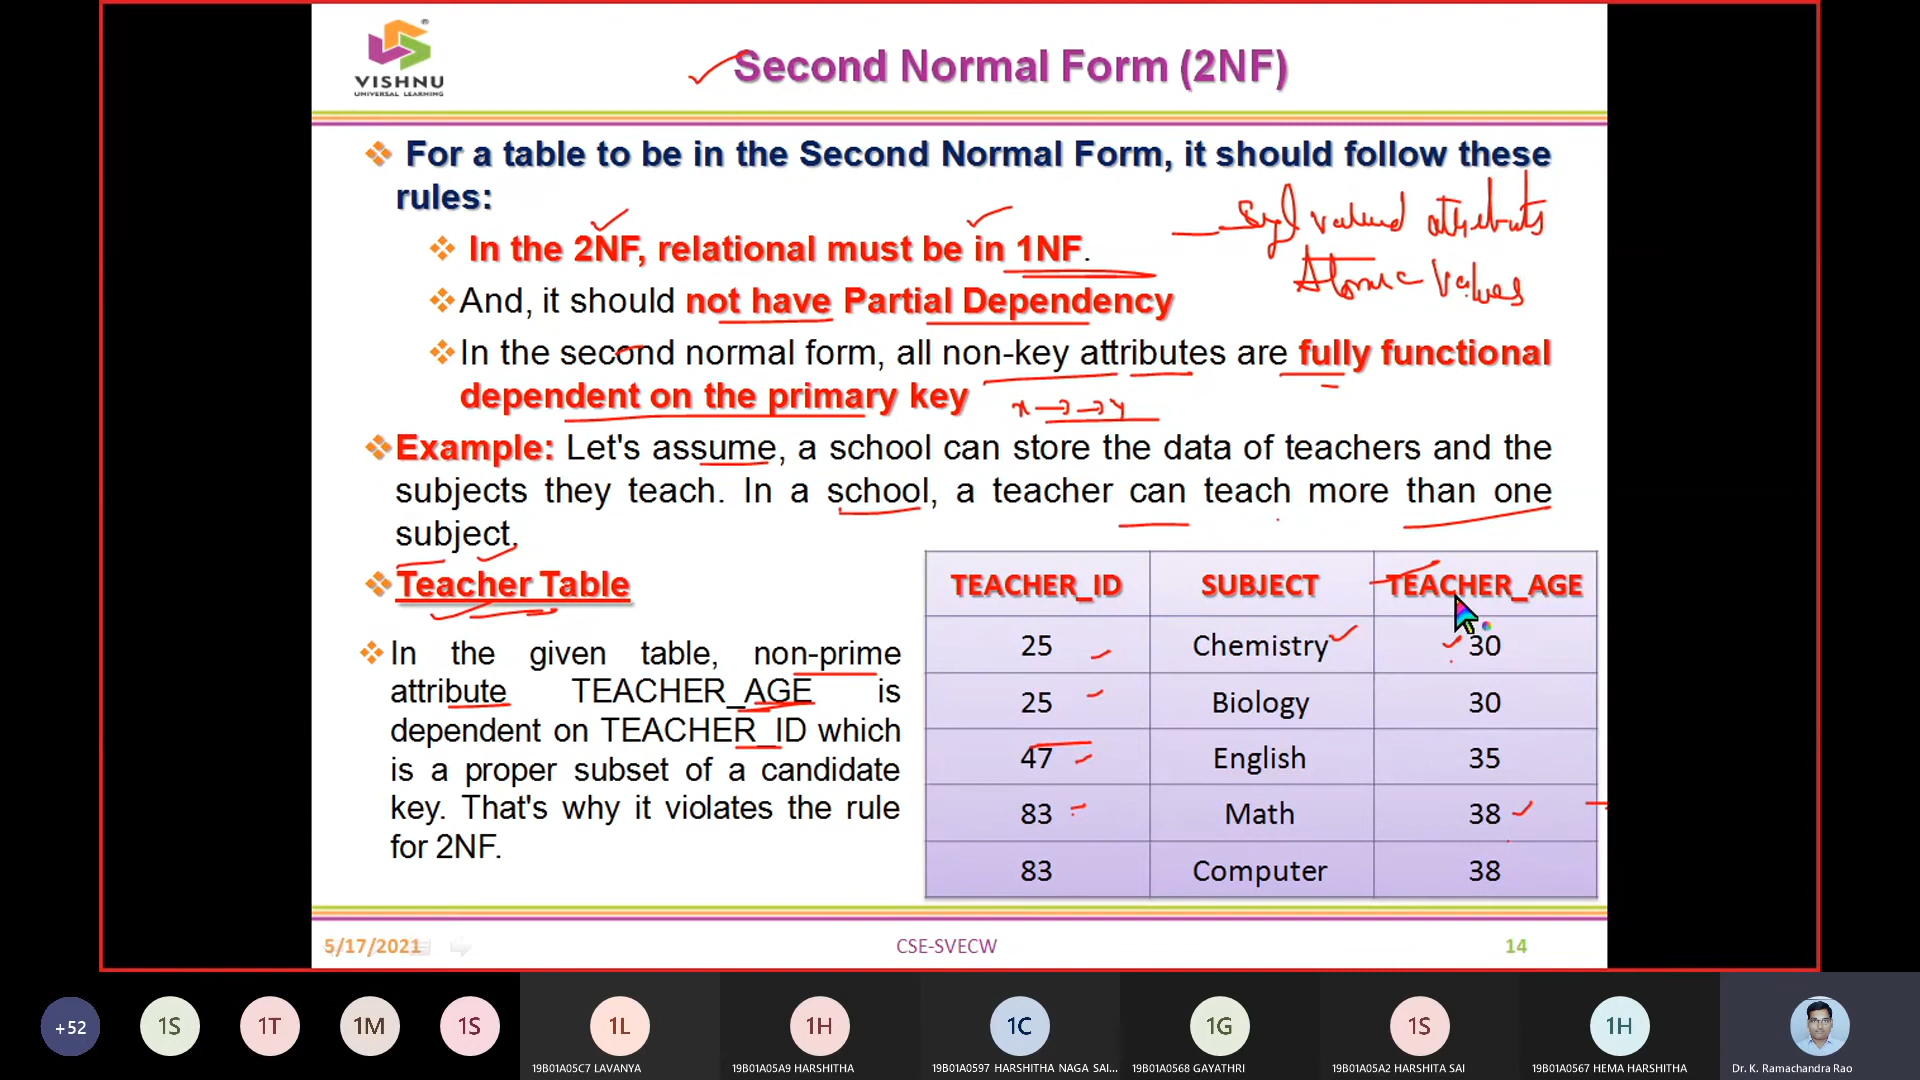 VISHNU
UNIVERSAL LEARNING
Second Normal Form (2NF)
For a table to be in the Second Normal Form, it should follow these
rules:
valued attributs
In the 2NF, relational must be in 1NF.
Atomic Values
And, it should not have Partial Dependency
In the second normal form, all non-key attributes are fully functional
dependent on the primary key
x →→ y
Example: Let's assume, a school can store the data of teachers and the
subjects they teach. In a school, a teacher can teach more than one
subject.
Teacher Table
In the given table, non-prime
attribute TEACHER_AGE is
dependent on TEACHER_ID which
is a proper subset of a candidate
key. That's why it violates the rule
for 2NF.
TEACHER_ID SUBJECT TEACHER_AGE
25 Chemistry 30
25 Biology 30
47 English 35
83 Math 38
83 Computer 38
5/17/2021 CSE-SVECW 14
+52 1S 1T 1M 1S 1L 1H 1C 1G 1S 1H
19B01A05C7 LAVANYA 19B01A05A9 HARSHITHA 19B01A0597 HARSHITHA NAGA SAI... 19B01A0568 GAYATHRI 19B01A05A2 HARSHITA SAI 19B01A0567 HEMA HARSHITHA Dr. K. Ramachandra Rao